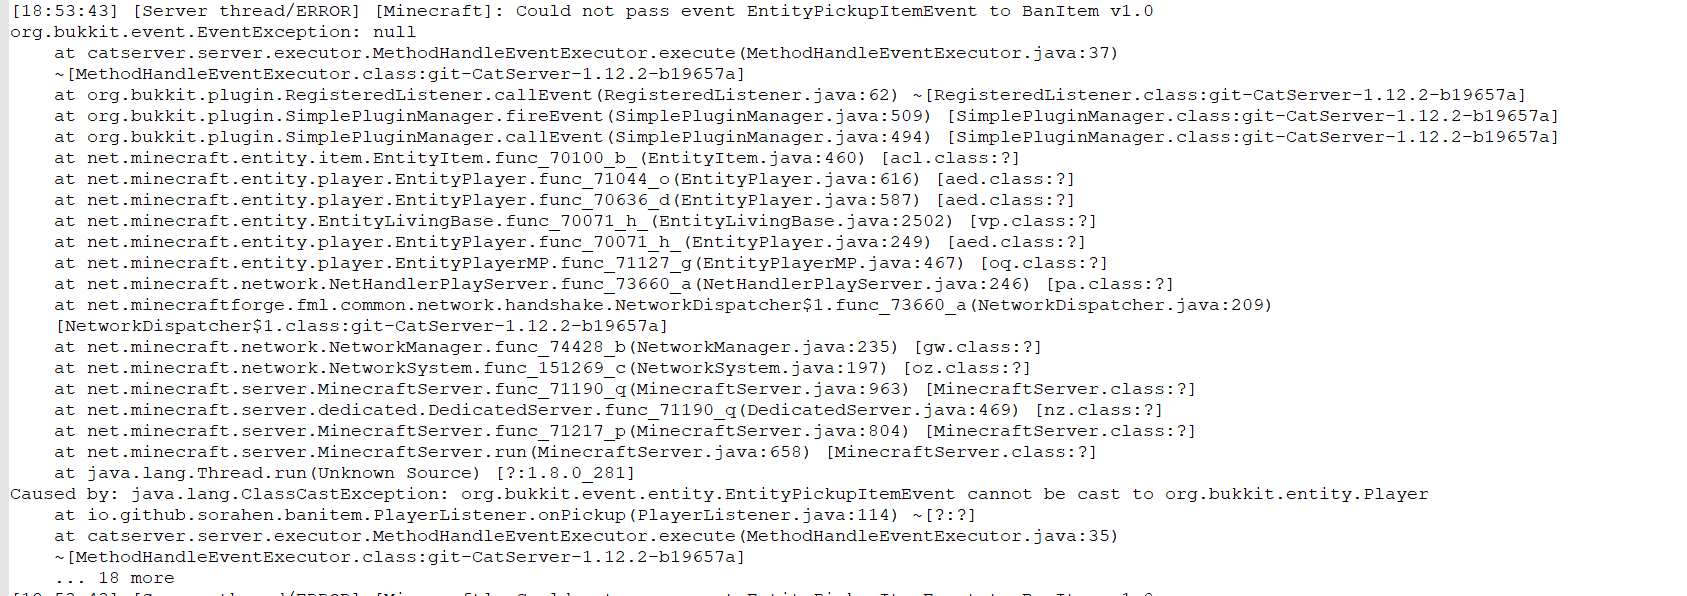 [18:53:43] [Server thread/ERROR] [Minecraft]: Could not pass event EntityPickupItemEvent to BanItem v1.0
org.bukkit.event.EventException: null
at catserver.server.executor.MethodHandleEventExecutor.execute(MethodHandleEventExecutor.java:37)
~[MethodHandleEventExecutor.class:git-CatServer-1.12.2-b19657a]
at org.bukkit.plugin.RegisteredListener.callEvent(RegisteredListener.java:62) ~[RegisteredListener.class:git-CatServer-1.12.2-b19657a]
at org.bukkit.plugin.SimplePluginManager.fireEvent(SimplePluginManager.java:509) [SimplePluginManager.class:git-CatServer-1.12.2-b19657a]
at org.bukkit.plugin.SimplePluginManager.callEvent(SimplePluginManager.java:494) [SimplePluginManager.class:git-CatServer-1.12.2-b19657a]
at net.minecraft.entity.item.EntityItem.func_70100_b_(EntityItem.java:460) [acl.class:?]
at net.minecraft.entity.player.EntityPlayer.func_71044_o(EntityPlayer.java:616) [aed.class:?]
at net.minecraft.entity.player.EntityPlayer.func_70636_d(EntityPlayer.java:587) [aed.class:?]
at net.minecraft.entity.EntityLivingBase.func_70071_h_(EntityLivingBase.java:2502) [vp.class:?]
at net.minecraft.entity.player.EntityPlayer.func_70071_h_(EntityPlayer.java:249) [aed.class:?]
at net.minecraft.entity.player.EntityPlayerMP.func_71127_g(EntityPlayerMP.java:467) [oq.class:?]
at net.minecraft.network.NetHandlerPlayServer.func_73660_a(NetHandlerPlayServer.java:246) [pa.class:?]
at net.minecraftforge.fml.common.network.handshake.NetworkDispatcher$1.func_73660_a(NetworkDispatcher.java:209)
[NetworkDispatcher$1.class:git-CatServer-1.12.2-b19657a]
at net.minecraft.network.NetworkManager.func_74428_b(NetworkManager.java:235) [gw.class:?]
at net.minecraft.network.NetworkSystem.func_151269_c(NetworkSystem.java:197) [oz.class:?]
at net.minecraft.server.MinecraftServer.func_71190_q(MinecraftServer.java:963) [MinecraftServer.class:?]
at net.minecraft.server.dedicated.DedicatedServer.func_71190_q(DedicatedServer.java:469) [nz.class:?]
at net.minecraft.server.MinecraftServer.func_71217_p(MinecraftServer.java:804) [MinecraftServer.class:?]
at net.minecraft.server.MinecraftServer.run(MinecraftServer.java:658) [MinecraftServer.class:?]
at java.lang.Thread.run(Unknown Source) [?:1.8.0_281]
Caused by: java.lang.ClassCastException: org.bukkit.event.entity.EntityPickupItemEvent cannot be cast to org.bukkit.entity.Player
at io.github.sorahen.banitem.PlayerListener.onPickup(PlayerListener.java:114) ~[?:?]
at catserver.server.executor.MethodHandleEventExecutor.execute(MethodHandleEventExecutor.java:35)
~[MethodHandleEventExecutor.class:git-CatServer-1.12.2-b19657a]
... 18 more